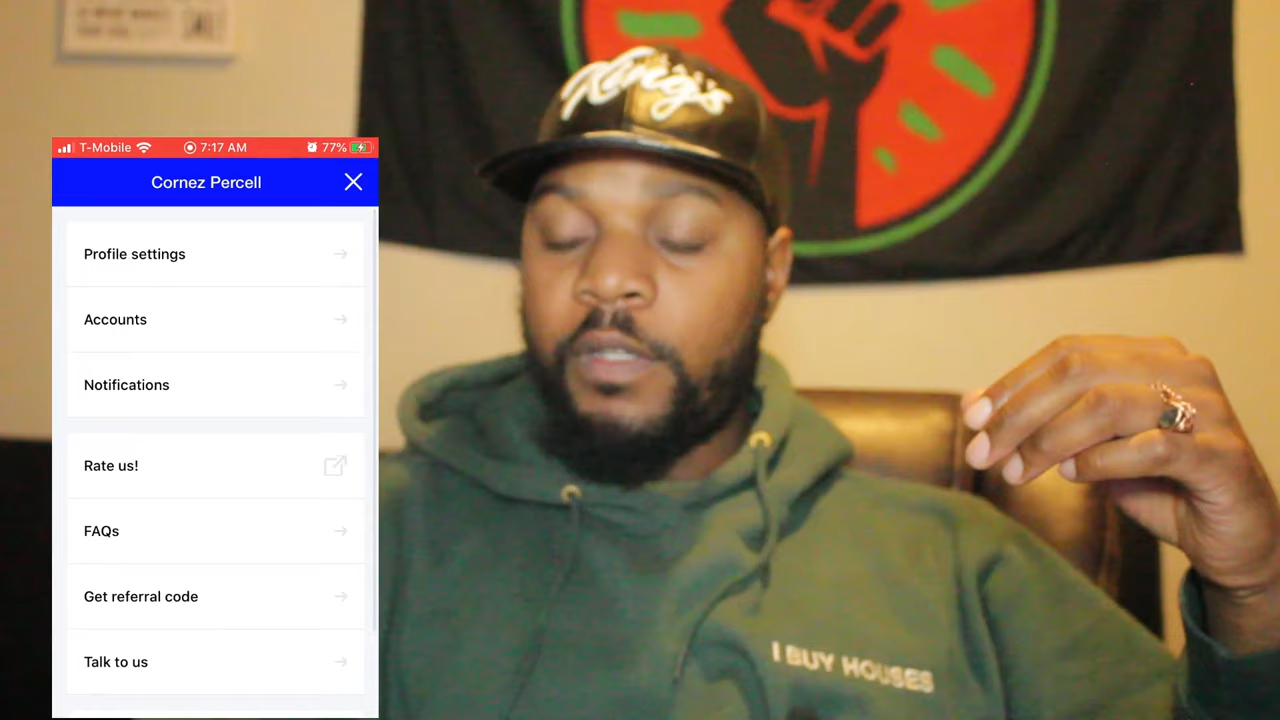 T-Mobile 7:17 AM 77%
Cornez Percell
Profile settings
Accounts
Notifications
Rate us!
FAQs
Get referral code
Talk to us
Kings
I BUY HOUSES